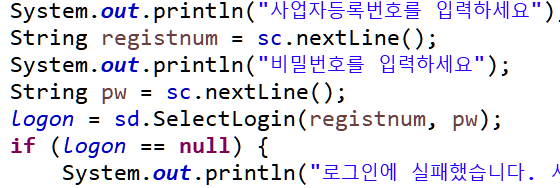 System.out.println("사업자등록번호를 입력하세요")
String registnum = sc.nextLine();
System.out.println("비밀번호를 입력하세요");
String pw = sc.nextLine();
logon = sd.SelectLogin(registnum, pw);
if (logon == null) {
System.out.println("로그인에 실패했습니다.